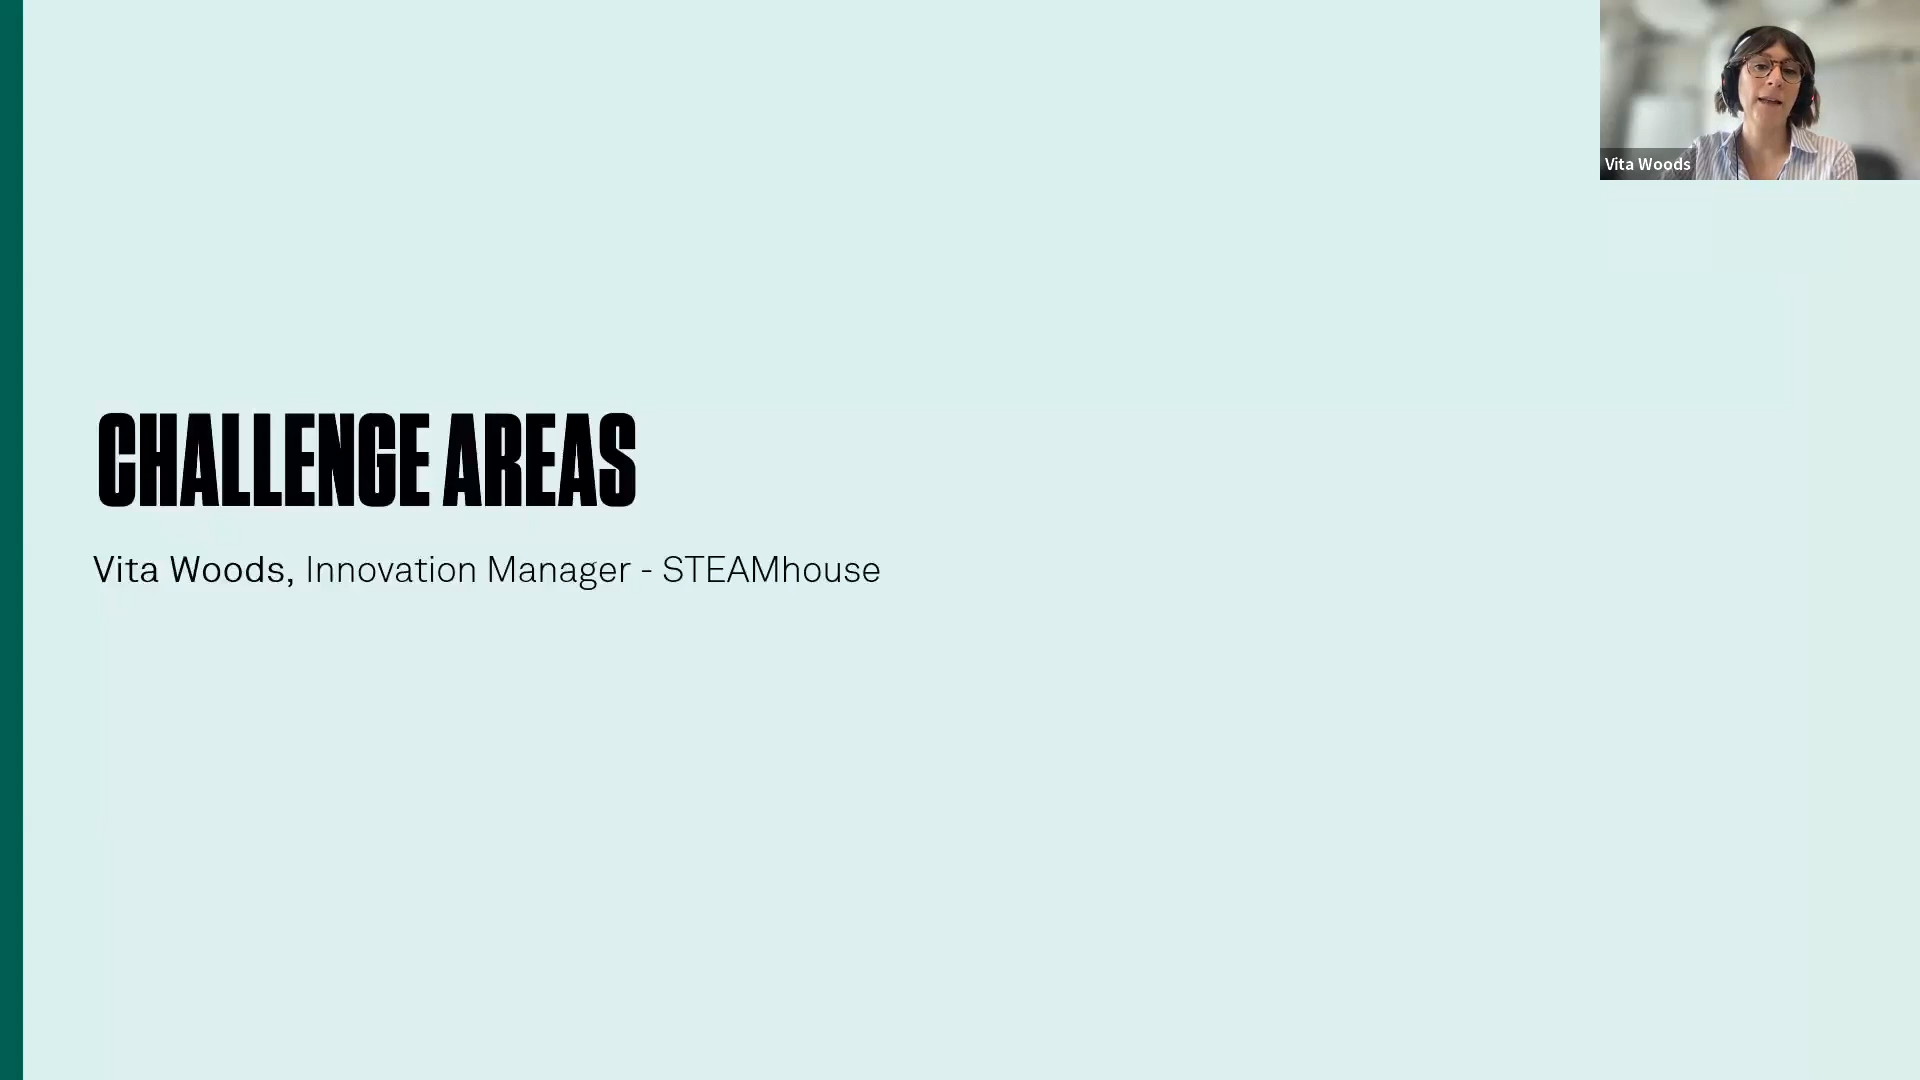 Vita Woods
CHALLENGE AREAS
Vita Woods, Innovation Manager - STEAMhouse